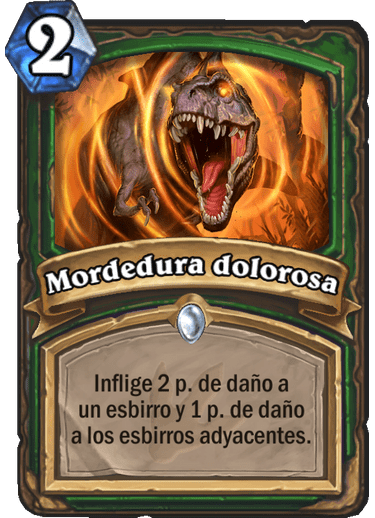 2
Mordedura dolorosa
Inflige 2 p. de daño a
un esbirro y 1 p. de daño
a los esbirros adyacentes.